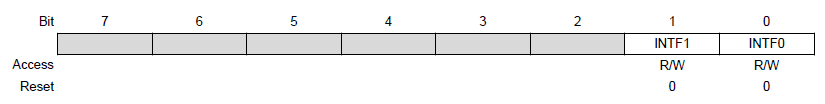 Bit 7 6 5 4 3 2 1 0
INTF1 INTF0
Access R/W R/W
Reset 0 0